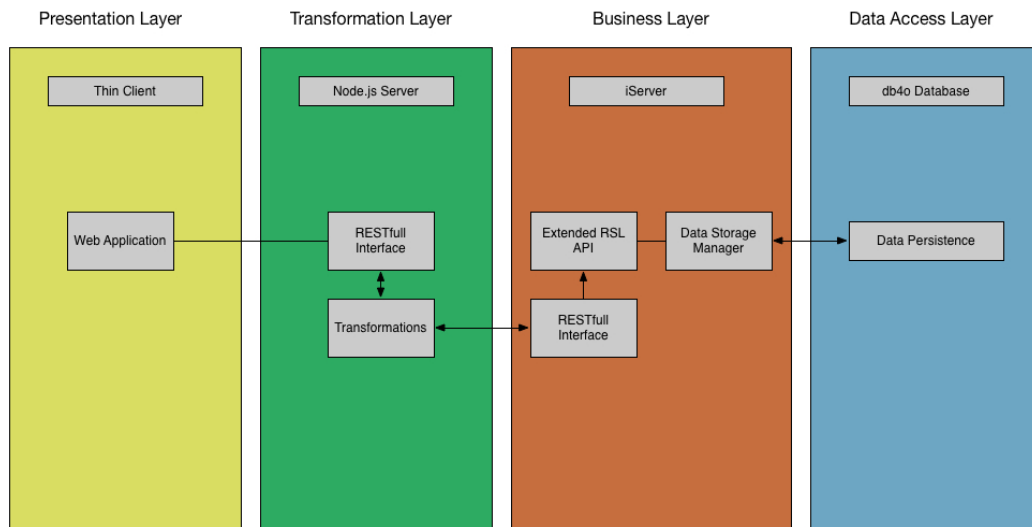 Presentation Layer
Transformation Layer
Business Layer
Data Access Layer
Thin Client
Node.js Server
iServer
db4o Database
Web Application
RESTfull
Interface
Extended RSL
API
Data Storage
Manager
Data Persistence
Transformations
RESTfull
Interface